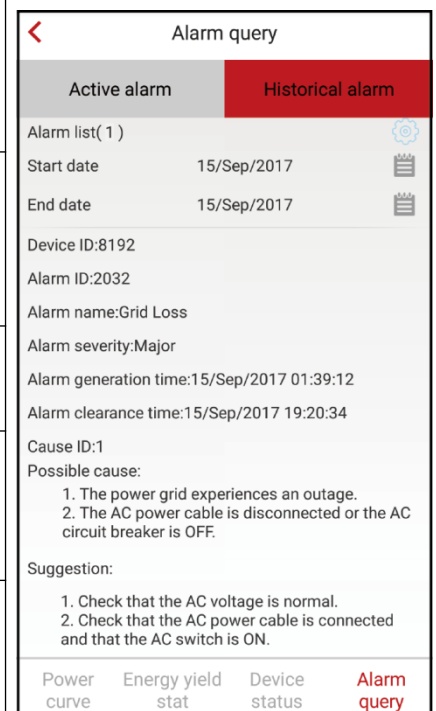 Alarm query
Active alarm Historical alarm
Alarm list( 1 )
Start date 15/Sep/2017
End date 15/Sep/2017
Device ID:8192
Alarm ID:2032
Alarm name:Grid Loss
Alarm severity:Major
Alarm generation time:15/Sep/2017 01:39:12
Alarm clearance time:15/Sep/2017 19:20:34
Cause ID:1
Possible cause:
1. The power grid experiences an outage.
2. The AC power cable is disconnected or the AC
circuit breaker is OFF.
Suggestion:
1. Check that the AC voltage is normal.
2. Check that the AC power cable is connected
and that the AC switch is ON.
Power Energy yield Device Alarm
curve stat status query